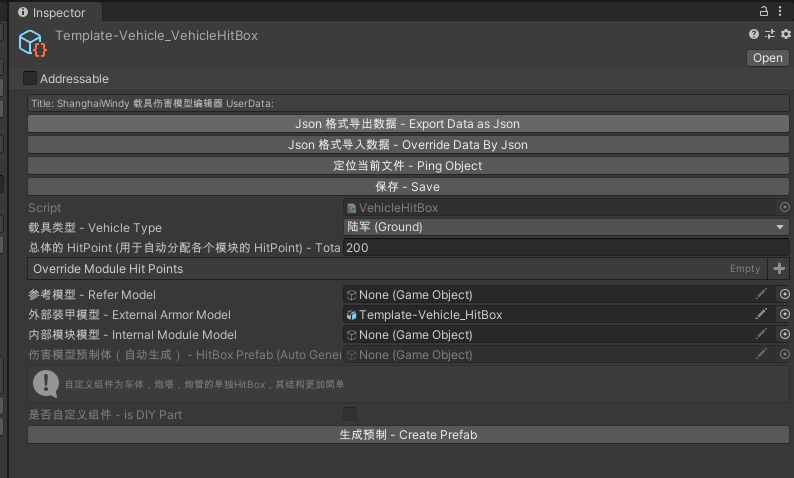 Inspector
Template-Vehicle_VehicleHitBox
Open
Addressable
Title: ShanghaiWindy 载具伤害模型编辑器 UserData:
Json 格式导出数据 - Export Data as Json
Json 格式导入数据 - Override Data By Json
定位当前文件 - Ping Object
保存 - Save
Script VehicleHitBox
载具类型 - Vehicle Type 陆军 (Ground)
总体的 HitPoint (用于自动分配各个模块的 HitPoint) - Tota 200
Override Module Hit Points Empty
参考模型 - Refer Model None (Game Object)
外部装甲模型 - External Armor Model Template-Vehicle_HitBox
内部模块模型 - Internal Module Model None (Game Object)
伤害模型预制体（自动生成） - HitBox Prefab (Auto Gener None (Game Object)
自定义组件为车体，炮塔，炮管的单独HitBox，其结构更加简单
是否自定义组件 - is DIY Part
生成预制 - Create Prefab